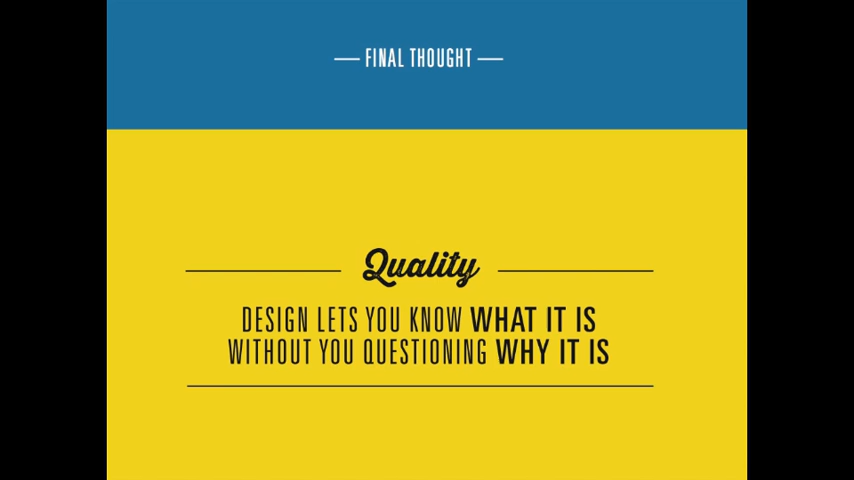 — FINAL THOUGHT —
Quality
DESIGN LETS YOU KNOW WHAT IT IS
WITHOUT YOU QUESTIONING WHY IT IS